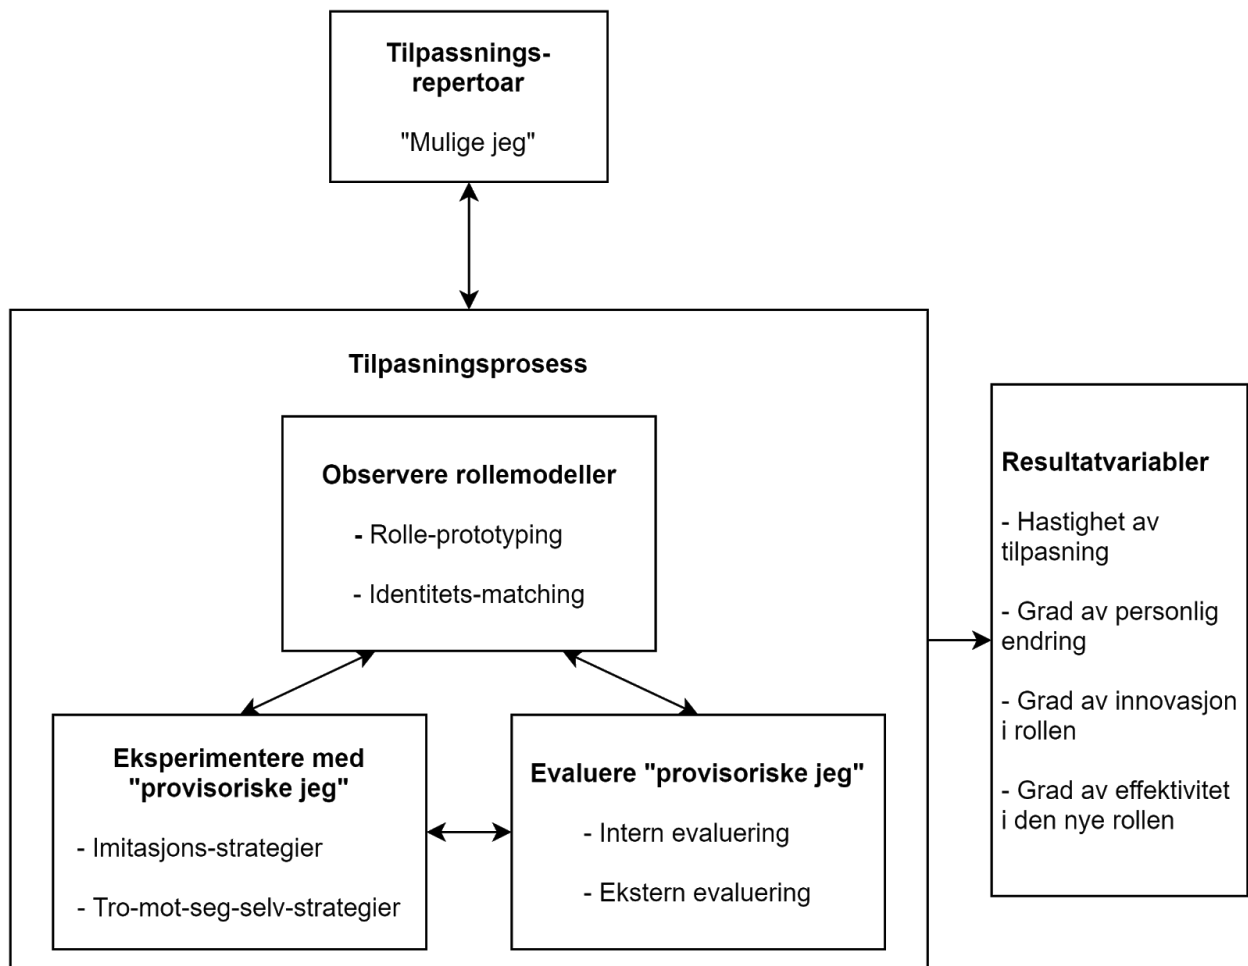 Tilpassnings-
repertoar
"Mulige jeg"
Tilpasningsprosess
Observere rollemodeller
- Rolle-prototyping
- Identitets-matching
Eksperimentere med
"provisoriske jeg"
- Imitasjons-strategier
- Tro-mot-seg-selv-strategier
Evaluere "provisoriske jeg"
- Intern evaluering
- Ekstern evaluering
Resultatvariabler
- Hastighet av
tilpasning
- Grad av personlig
endring
- Grad av innovasjon
i rollen
- Grad av effektivitet
i den nye rollen